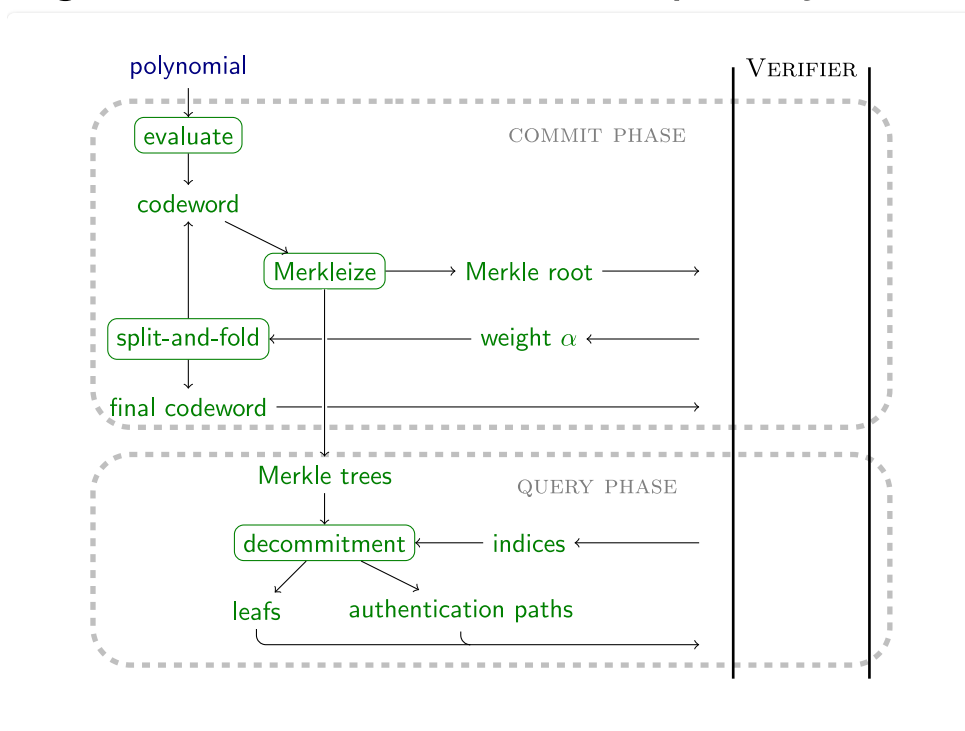 polynomial
VERIFIER
evaluate
COMMIT PHASE
codeword
Merkleize
Merkle root
split-and-fold
weight α
final codeword
Merkle trees
QUERY PHASE
decommitment
indices
leafs
authentication paths